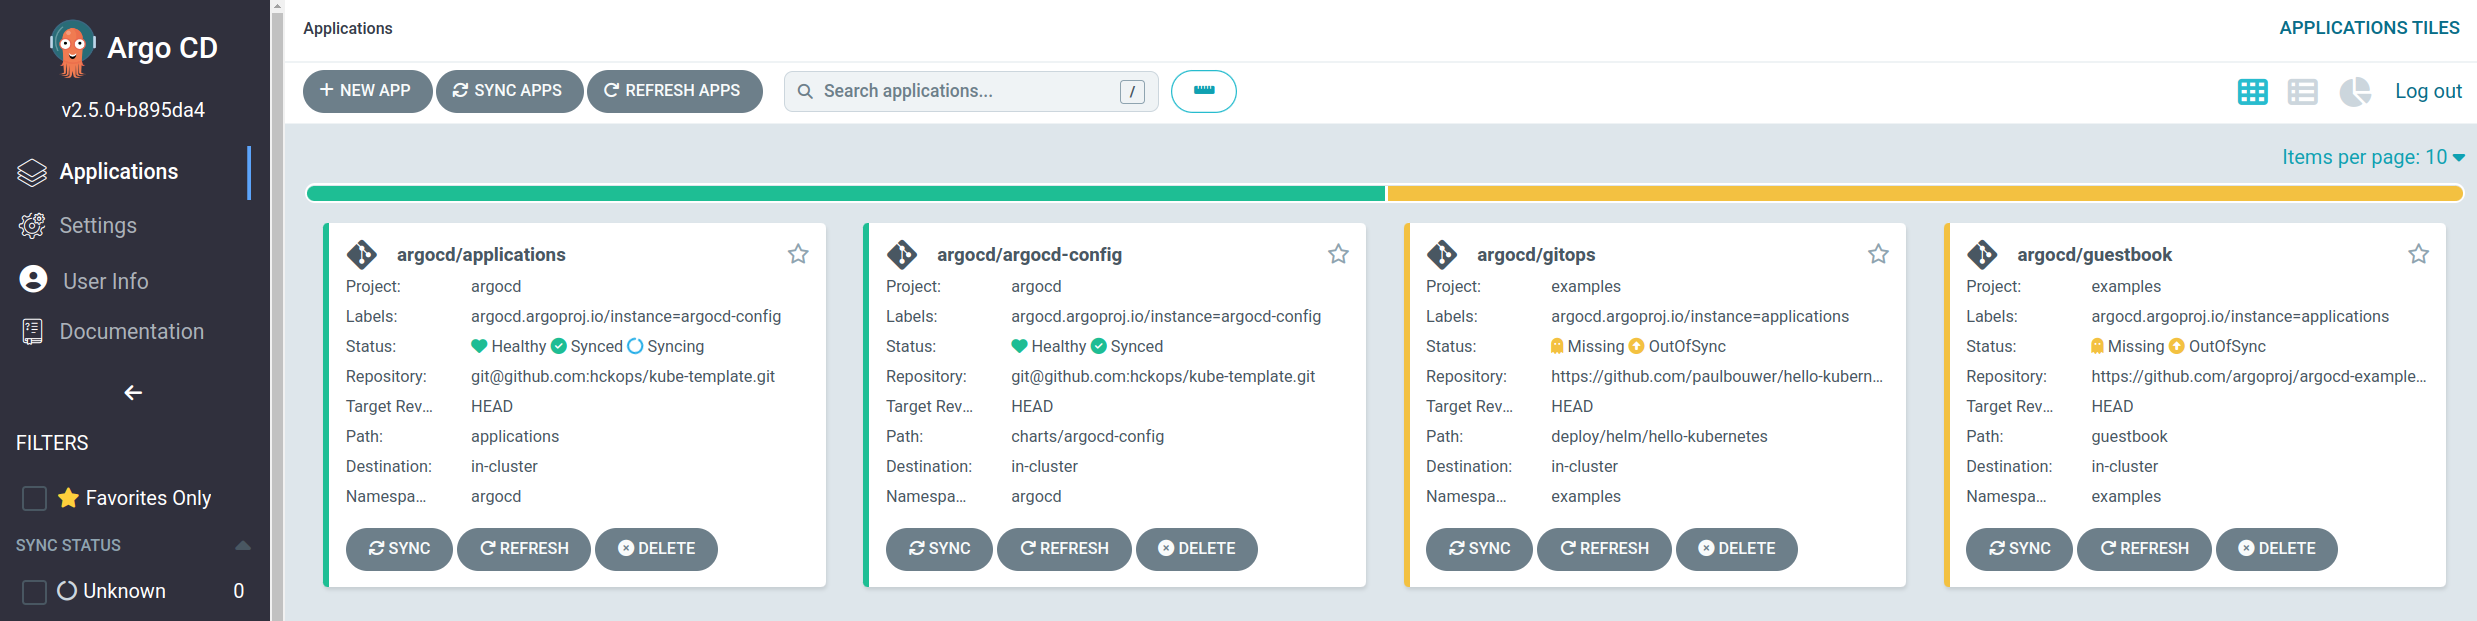 Argo CD
v2.5.0+b895da4
Applications
Settings
User Info
Documentation
FILTERS
Favorites Only
SYNC STATUS
Unknown 0
Applications
APPLICATIONS TILES
+ NEW APP
SYNC APPS
REFRESH APPS
Search applications... /
Log out
Items per page: 10
argocd/applications
Project: argocd
Labels: argocd.argoproj.io/instance=argocd-config
Status: Healthy Synced Syncing
Repository: git@github.com:hckops/kube-template.git
Target Rev... HEAD
Path: applications
Destination: in-cluster
Namespa... argocd
SYNC REFRESH DELETE
argocd/argocd-config
Project: argocd
Labels: argocd.argoproj.io/instance=argocd-config
Status: Healthy Synced
Repository: git@github.com:hckops/kube-template.git
Target Rev... HEAD
Path: charts/argocd-config
Destination: in-cluster
Namespa... argocd
SYNC REFRESH DELETE
argocd/gitops
Project: examples
Labels: argocd.argoproj.io/instance=applications
Status: Missing OutOfSync
Repository: https://github.com/paulbouwer/hello-kubern...
Target Rev... HEAD
Path: deploy/helm/hello-kubernetes
Destination: in-cluster
Namespa... examples
SYNC REFRESH DELETE
argocd/guestbook
Project: examples
Labels: argocd.argoproj.io/instance=applications
Status: Missing OutOfSync
Repository: https://github.com/argoproj/argocd-example...
Target Rev... HEAD
Path: guestbook
Destination: in-cluster
Namespa... examples
SYNC REFRESH DELETE